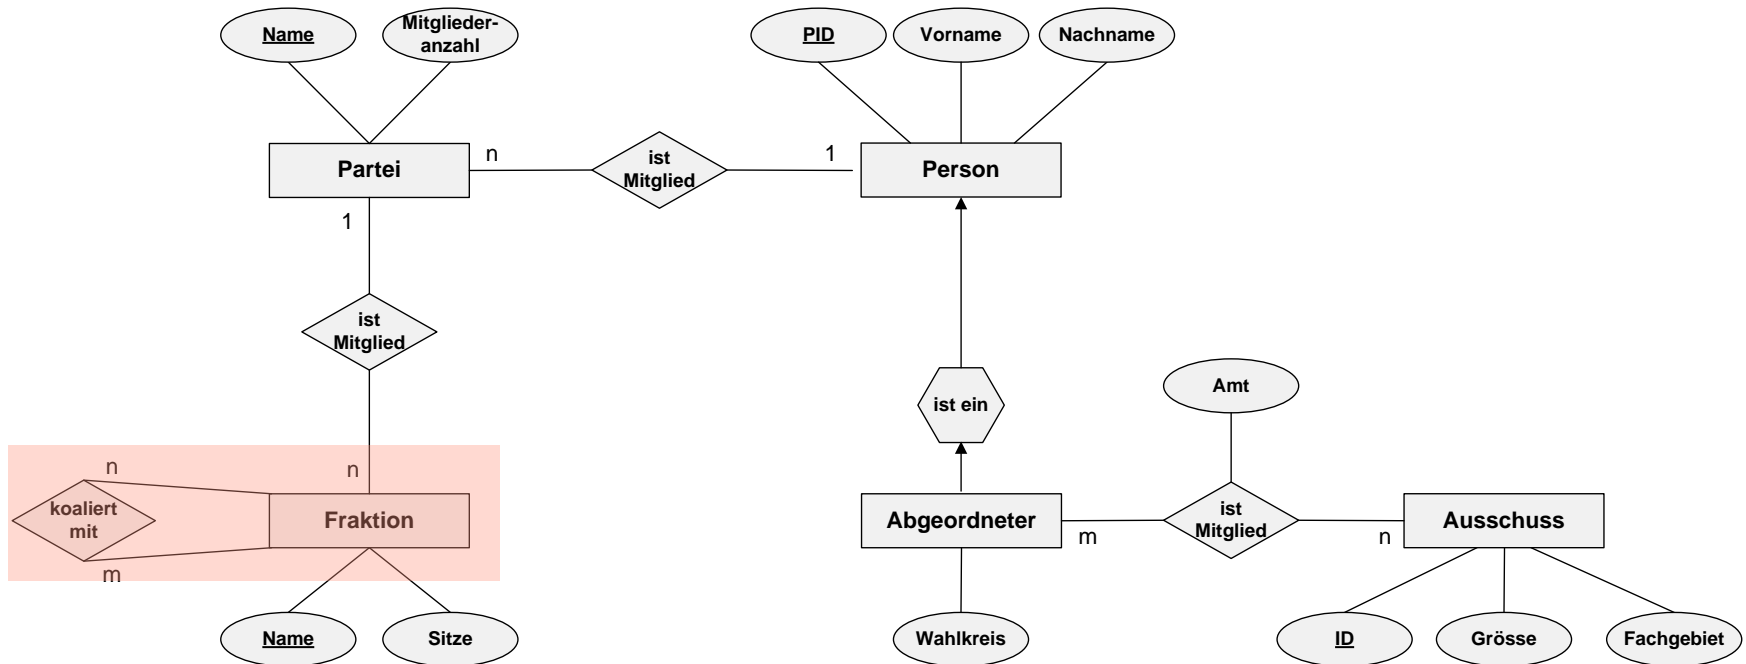 Name
Mitglieder-
anzahl
PID
Vorname
Nachname
Partei
n
ist
Mitglied
1
Person
1
ist
Mitglied
ist ein
Amt
n
n
koaliert
mit
m
Fraktion
Abgeordneter
m
ist
Mitglied
n
Ausschuss
Name
Sitze
Wahlkreis
ID
Grösse
Fachgebiet